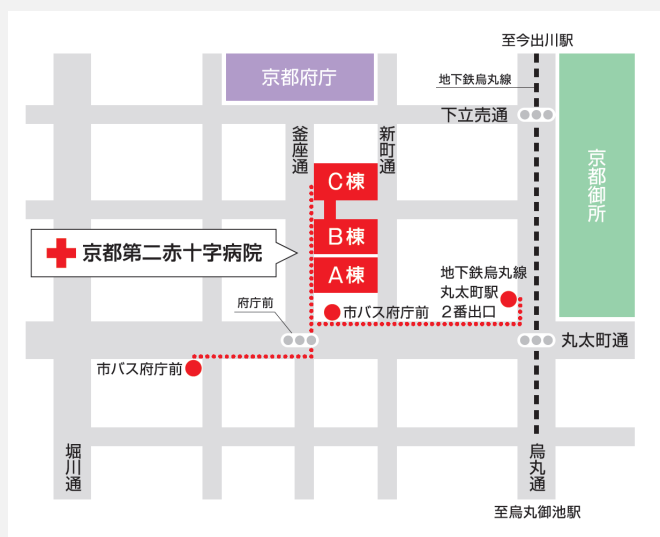 至今出川駅
京都府庁
地下鉄烏丸線
下立売通
釜座通
新町通
京都御所
C棟
B棟
京都第二赤十字病院
A棟
地下鉄烏丸線
丸太町駅
2番出口
府庁前
市バス府庁前
丸太町通
市バス府庁前
堀川通
烏丸通
至烏丸御池駅